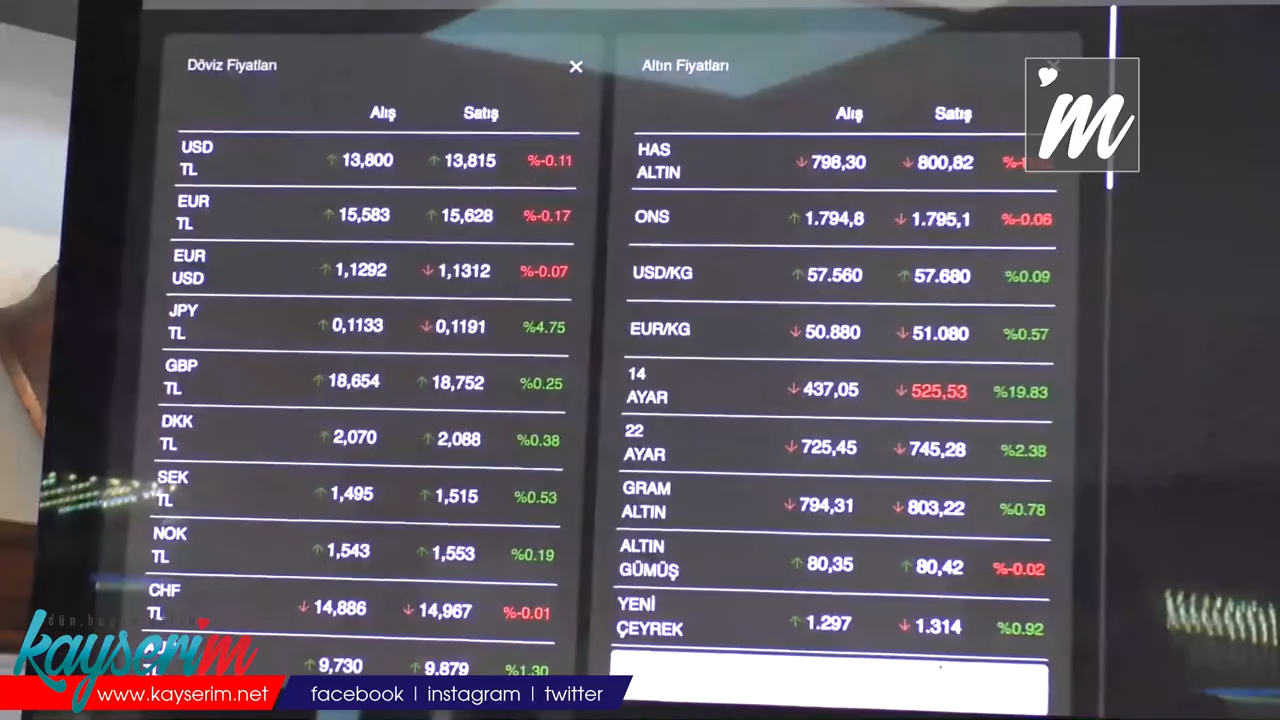 Döviz Fiyatları ×
Alış Satış
USD TL ↑ 13,800 ↑ 13,815 %-0.11
EUR TL ↑ 15,583 ↑ 15,628 %-0.17
EUR USD ↑ 1,1292 ↓ 1,1312 %-0.07
JPY TL ↑ 0,1133 ↓ 0,1191 %4.75
GBP TL ↑ 18,654 ↑ 18,752 %0.25
DKK TL ↑ 2,070 ↑ 2,088 %0.38
SEK TL ↑ 1,495 ↑ 1,515 %0.53
NOK TL ↑ 1,543 ↑ 1,553 %0.19
CHF TL ↓ 14,886 ↓ 14,967 %-0.01
↑ 9,730 ↑ 9,879 %1.30
Altın Fiyatları
Alış Satış
HAS ALTIN ↓ 798,30 ↓ 800,82
ONS ↑ 1.794,8 ↓ 1.795,1 %-0.06
USD/KG ↑ 57.560 ↑ 57.680 %0.09
EUR/KG ↓ 50.880 ↓ 51.080 %0.57
14 AYAR ↓ 437,05 ↓ 525,53 %19.83
22 AYAR ↓ 725,45 ↓ 745,28 %2.38
GRAM ALTIN ↓ 794,31 ↓ 803,22 %0.78
ALTIN GÜMÜŞ ↑ 80,35 ↑ 80,42 %-0.02
YENİ ÇEYREK ↑ 1.297 ↓ 1.314 %0.92
'm
kayserim
www.kayserim.net facebook | instagram | twitter